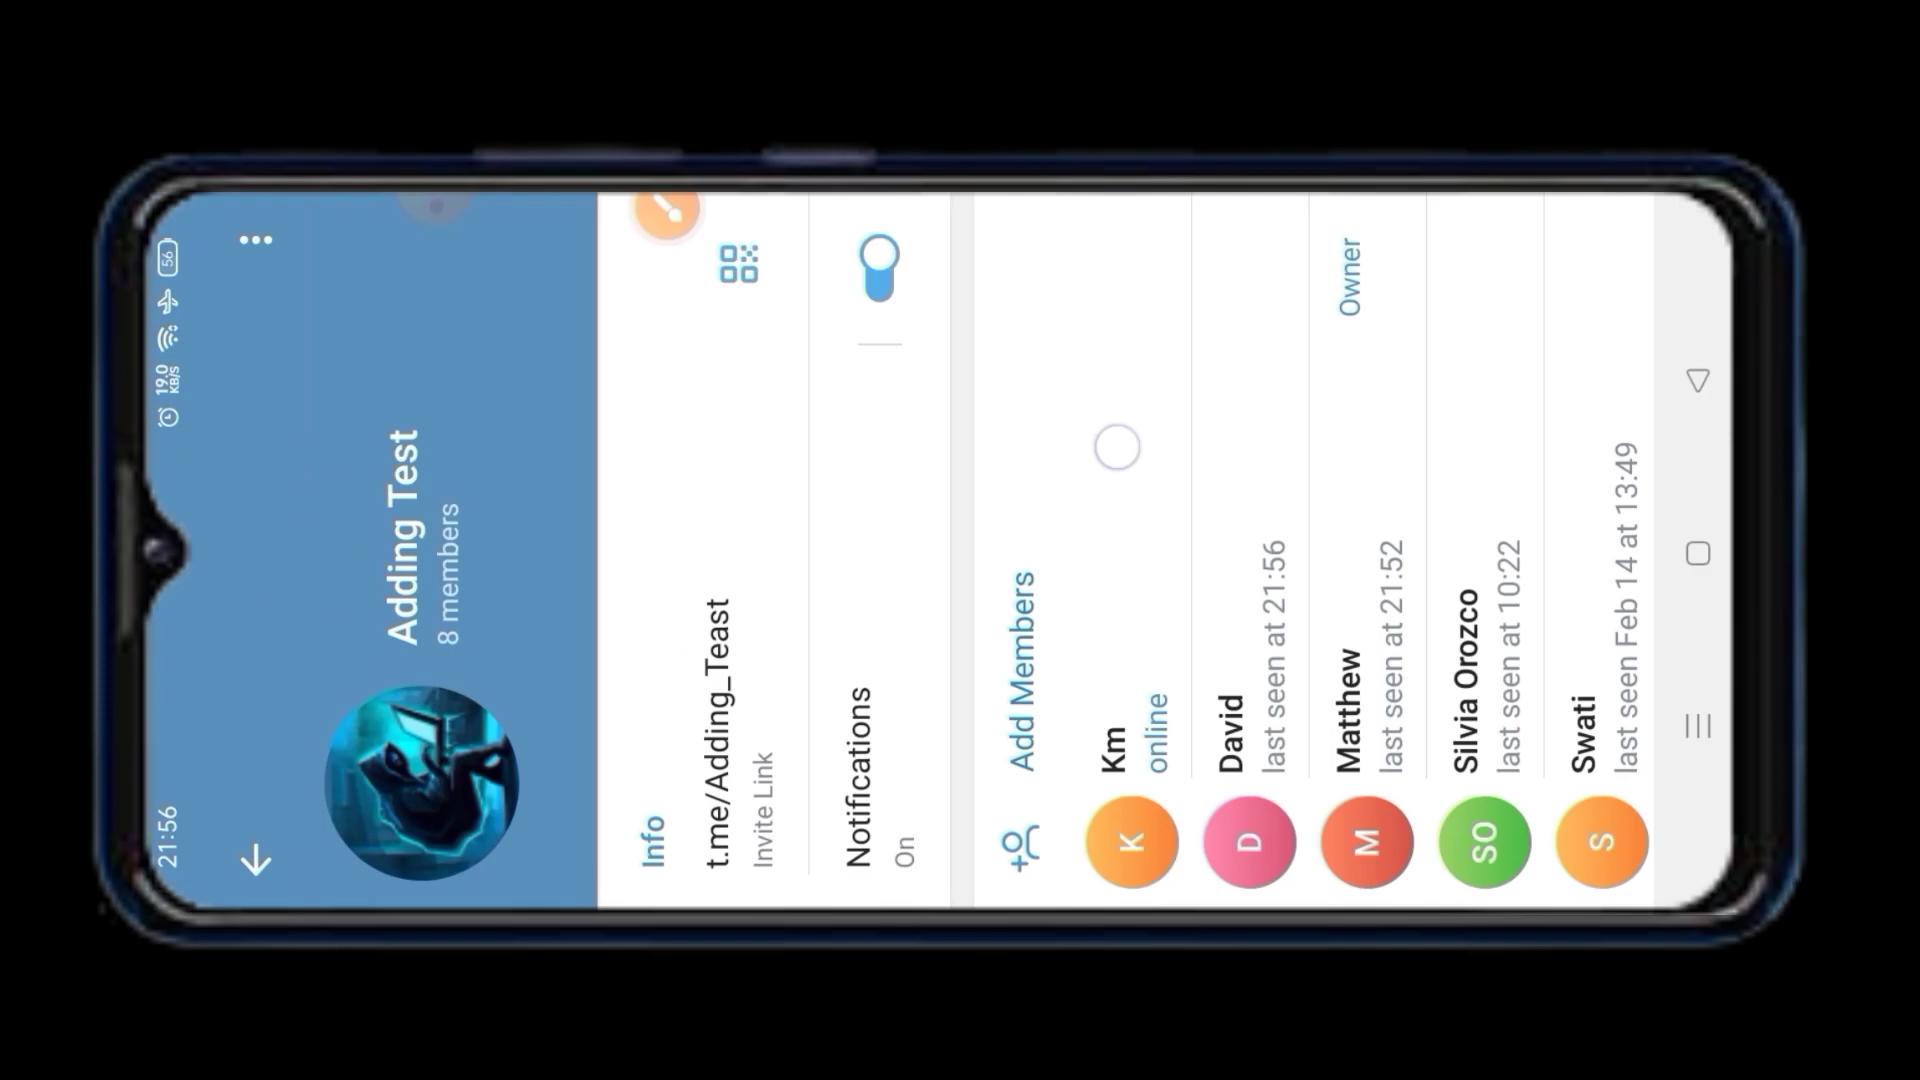 21:56
19.0
KB/S
56
Adding Test
8 members
Info
t.me/Adding_Teast
Invite Link
Notifications
On
Add Members
K
Km
online
D
David
last seen at 21:56
M
Matthew
last seen at 21:52
Owner
SO
Silvia Orozco
last seen at 10:22
S
Swati
last seen Feb 14 at 13:49